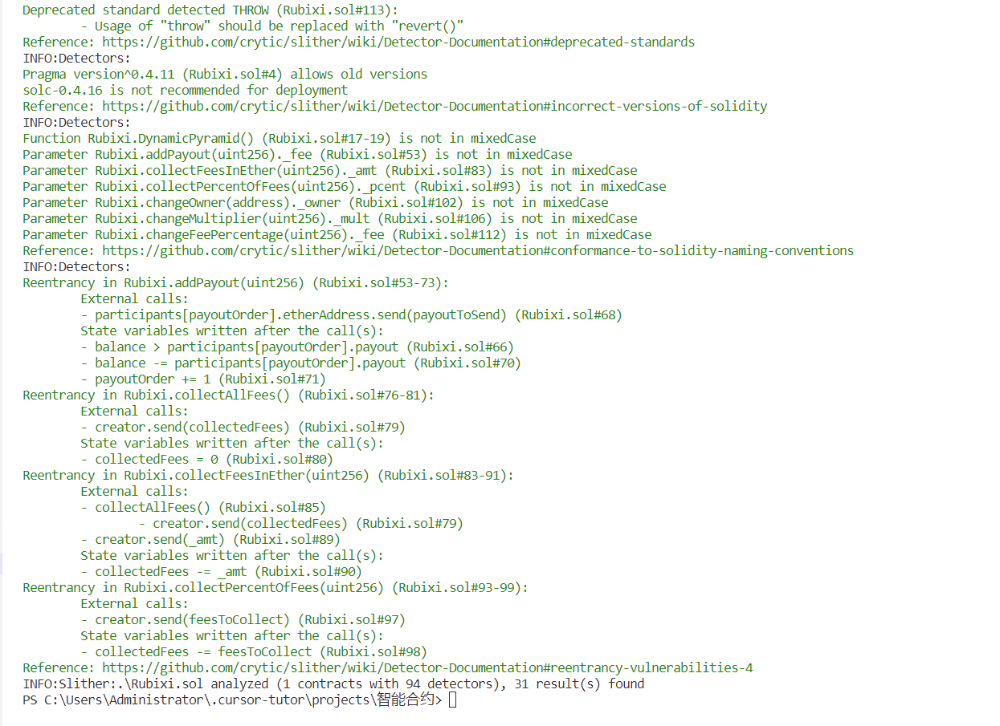 Deprecated standard detected THROW (Rubixi.sol#113):
- Usage of "throw" should be replaced with "revert()"
Reference: https://github.com/crytic/slither/wiki/Detector-Documentation#deprecated-standards
INFO:Detectors:
Pragma version^0.4.11 (Rubixi.sol#4) allows old versions
solc-0.4.16 is not recommended for deployment
Reference: https://github.com/crytic/slither/wiki/Detector-Documentation#incorrect-versions-of-solidity
INFO:Detectors:
Function Rubixi.DynamicPyramid() (Rubixi.sol#17-19) is not in mixedCase
Parameter Rubixi.addPayout(uint256)._fee (Rubixi.sol#53) is not in mixedCase
Parameter Rubixi.collectFeesInEther(uint256)._amt (Rubixi.sol#83) is not in mixedCase
Parameter Rubixi.collectPercentOfFees(uint256)._pcent (Rubixi.sol#93) is not in mixedCase
Parameter Rubixi.changeOwner(address)._owner (Rubixi.sol#102) is not in mixedCase
Parameter Rubixi.changeMultiplier(uint256)._mult (Rubixi.sol#106) is not in mixedCase
Parameter Rubixi.changeFeePercentage(uint256)._fee (Rubixi.sol#112) is not in mixedCase
Reference: https://github.com/crytic/slither/wiki/Detector-Documentation#conformance-to-solidity-naming-conventions
INFO:Detectors:
Reentrancy in Rubixi.addPayout(uint256) (Rubixi.sol#53-73):
External calls:
- participants[payoutOrder].etherAddress.send(payoutToSend) (Rubixi.sol#68)
State variables written after the call(s):
- balance > participants[payoutOrder].payout (Rubixi.sol#66)
- balance -= participants[payoutOrder].payout (Rubixi.sol#70)
- payoutOrder += 1 (Rubixi.sol#71)
Reentrancy in Rubixi.collectAllFees() (Rubixi.sol#76-81):
External calls:
- creator.send(collectedFees) (Rubixi.sol#79)
State variables written after the call(s):
- collectedFees = 0 (Rubixi.sol#80)
Reentrancy in Rubixi.collectFeesInEther(uint256) (Rubixi.sol#83-91):
External calls:
- collectAllFees() (Rubixi.sol#85)
- creator.send(collectedFees) (Rubixi.sol#79)
- creator.send(_amt) (Rubixi.sol#89)
State variables written after the call(s):
- collectedFees -= _amt (Rubixi.sol#90)
Reentrancy in Rubixi.collectPercentOfFees(uint256) (Rubixi.sol#93-99):
External calls:
- creator.send(feesToCollect) (Rubixi.sol#97)
State variables written after the call(s):
- collectedFees -= feesToCollect (Rubixi.sol#98)
Reference: https://github.com/crytic/slither/wiki/Detector-Documentation#reentrancy-vulnerabilities-4
INFO:Slither:.\Rubixi.sol analyzed (1 contracts with 94 detectors), 31 result(s) found
PS C:\Users\Administrator\.cursor-tutor\projects\智能合约>